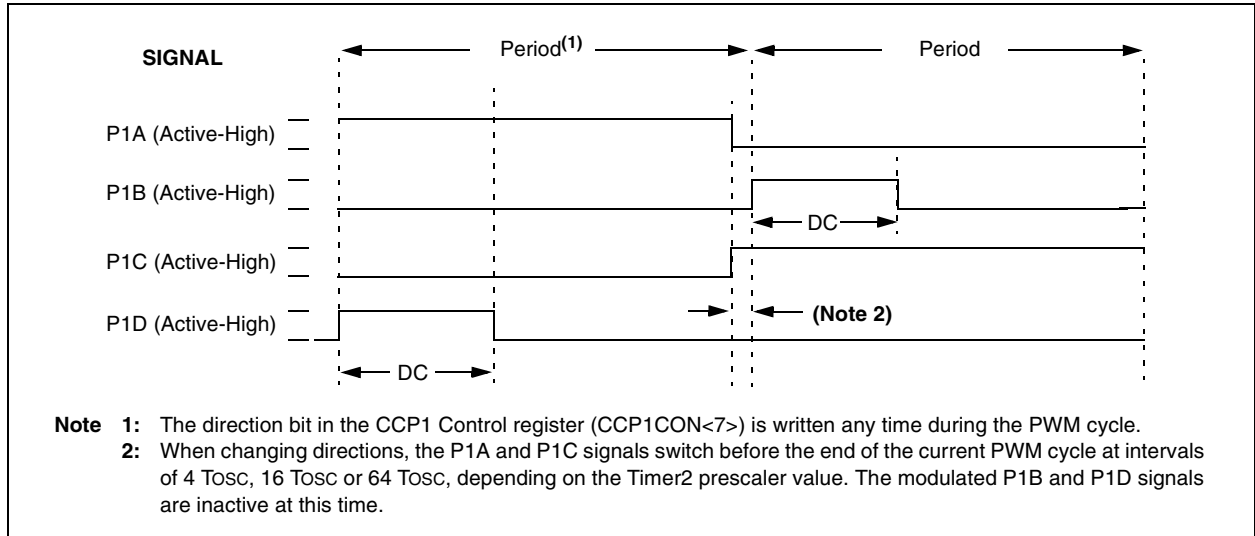 SIGNAL
Period(1)
Period
P1A (Active-High)
P1B (Active-High)
DC
P1C (Active-High)
P1D (Active-High)
(Note 2)
DC
Note 1: The direction bit in the CCP1 Control register (CCP1CON<7>) is written any time during the PWM cycle.
2: When changing directions, the P1A and P1C signals switch before the end of the current PWM cycle at intervals
of 4 TOSC, 16 TOSC or 64 TOSC, depending on the Timer2 prescaler value. The modulated P1B and P1D signals
are inactive at this time.